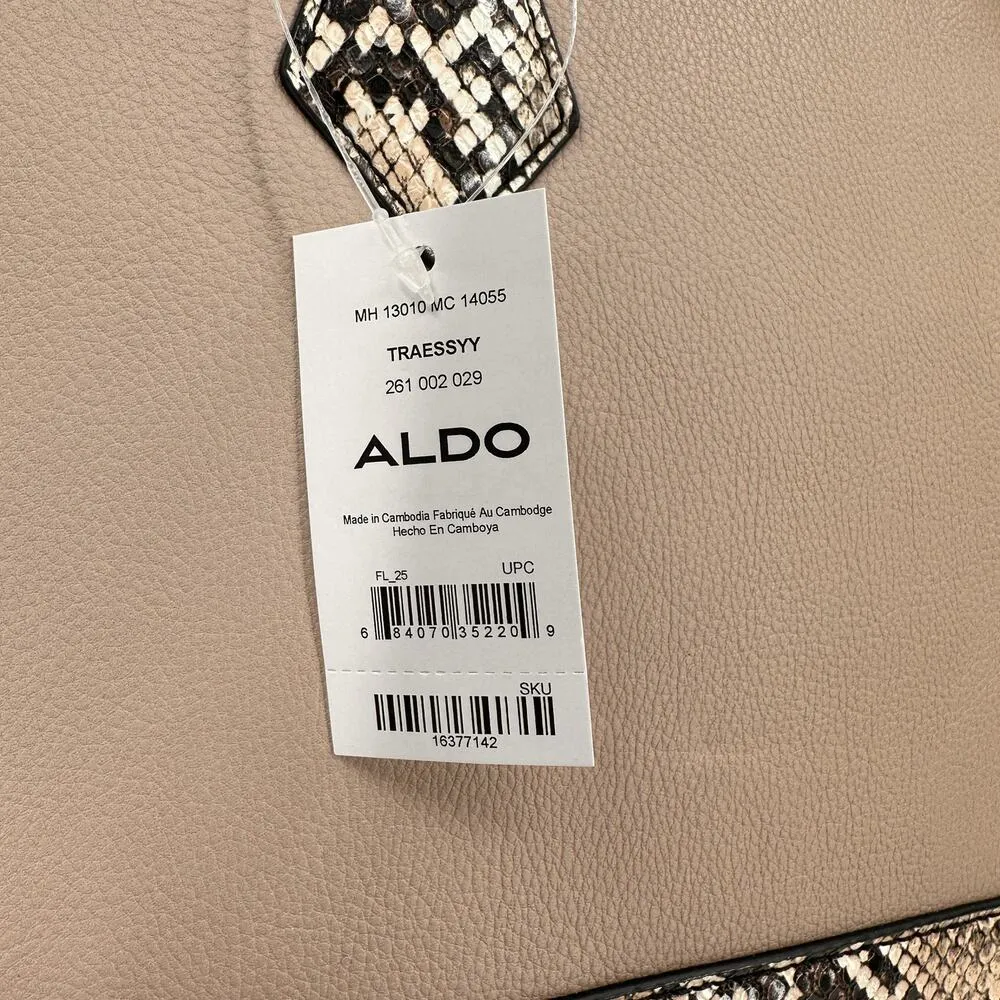 MH 13010 MC 14055
TRAESSYY
261 002 029
ALDO
Made in Cambodia Fabriqué Au Cambodge
Hecho En Camboya
FL_25 UPC
6 84070 35220 9
SKU
16377142